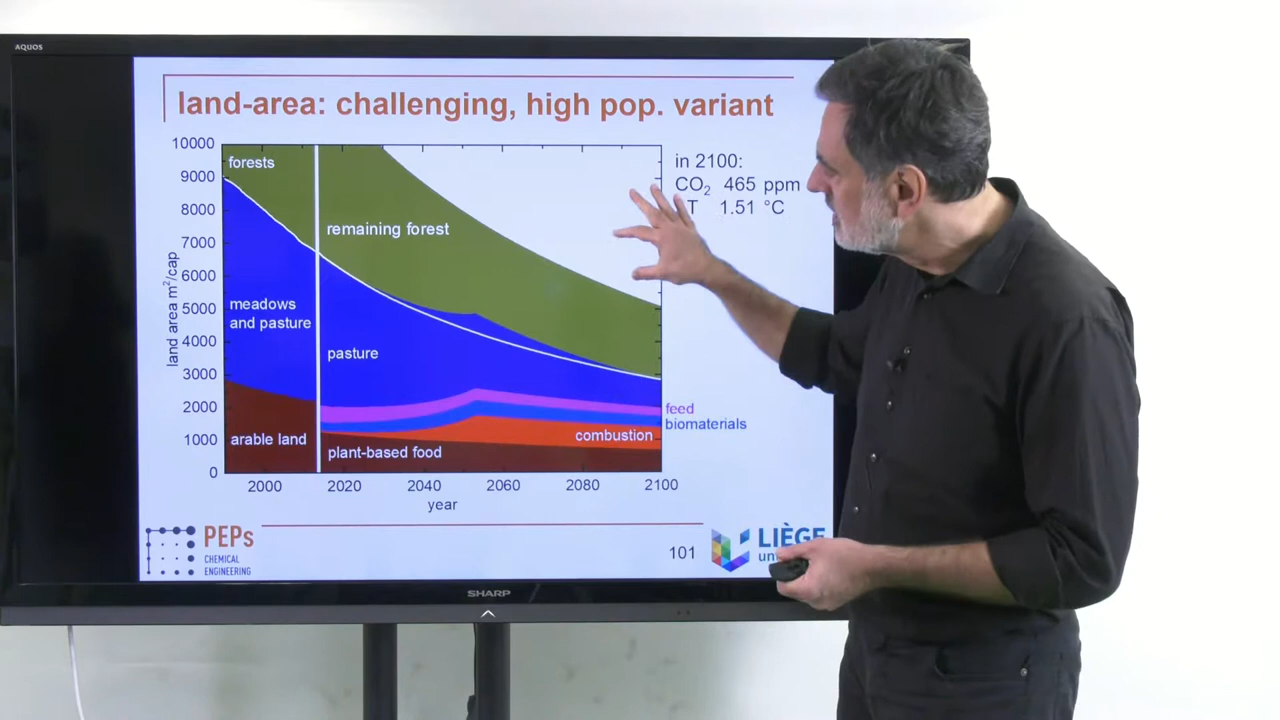 AQUOS
land-area: challenging, high pop. variant
10000
9000
8000
7000
6000
5000
4000
3000
2000
1000
0
land area m²/cap
forests
remaining forest
meadows
and pasture
pasture
arable land
plant-based food
combustion
feed
biomaterials
in 2100:
CO₂ 465 ppm
T 1.51 °C
2000
2020
2040
2060
2080
2100
year
PEPs
CHEMICAL
ENGINEERING
101
LIÈGE
SHARP